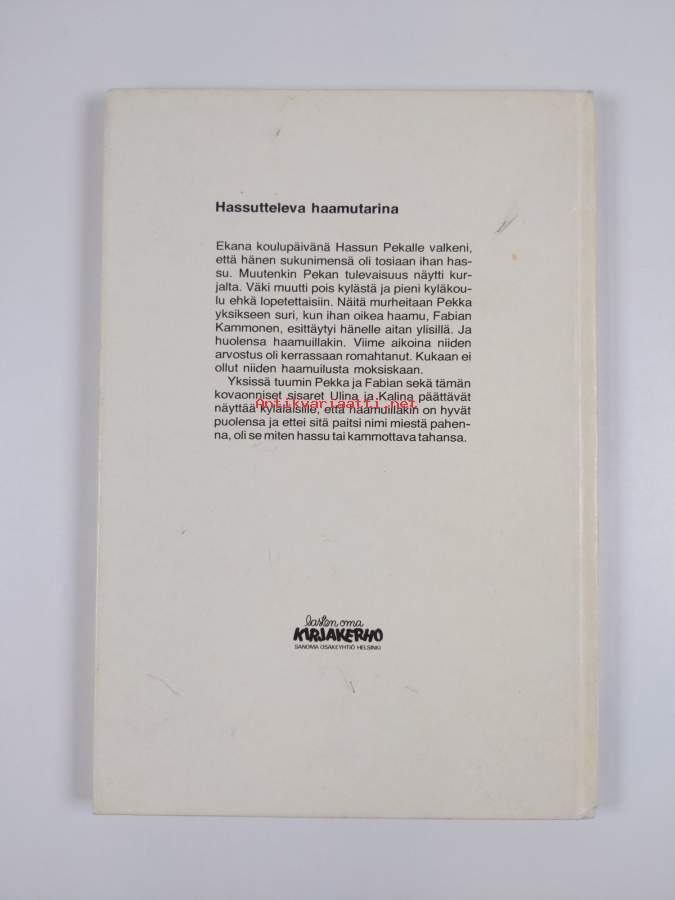 Hassutteleva haamutarina
Ekana koulupäivänä Hassun Pekalle valkeni,
että hänen sukunimensä oli tosiaan ihan has-
su. Muutenkin Pekan tulevaisuus näytti kur-
jalta. Väki muutti pois kylästä ja pieni kyläkou-
lu ehkä lopetettaisiin. Näitä murheitaan Pekka
yksikseen suri, kun ihan oikea haamu, Fabian
Kammonen, esittäytyi hänelle aitan ylisillä. Ja
huolensa haamuillakin. Viime aikoina niiden
arvostus oli kerrassaan romahtanut. Kukaan ei
ollut niiden haamuilusta moksiskaan.
Yksissä tuumin Pekka ja Fabian sekä tämän
kovaonniset sisaret Ulina ja Kalina päättävät
Antikvariaatti.net
näyttää kyläläisille, että haamuillakin on hyvät
puolensa ja ettei sitä paitsi nimi miestä pahen-
na, oli se miten hassu tai kammottava tahansa.
lasten oma
KIRJAKERHO
SANOMA OSAKEYHTIÖ HELSINKI